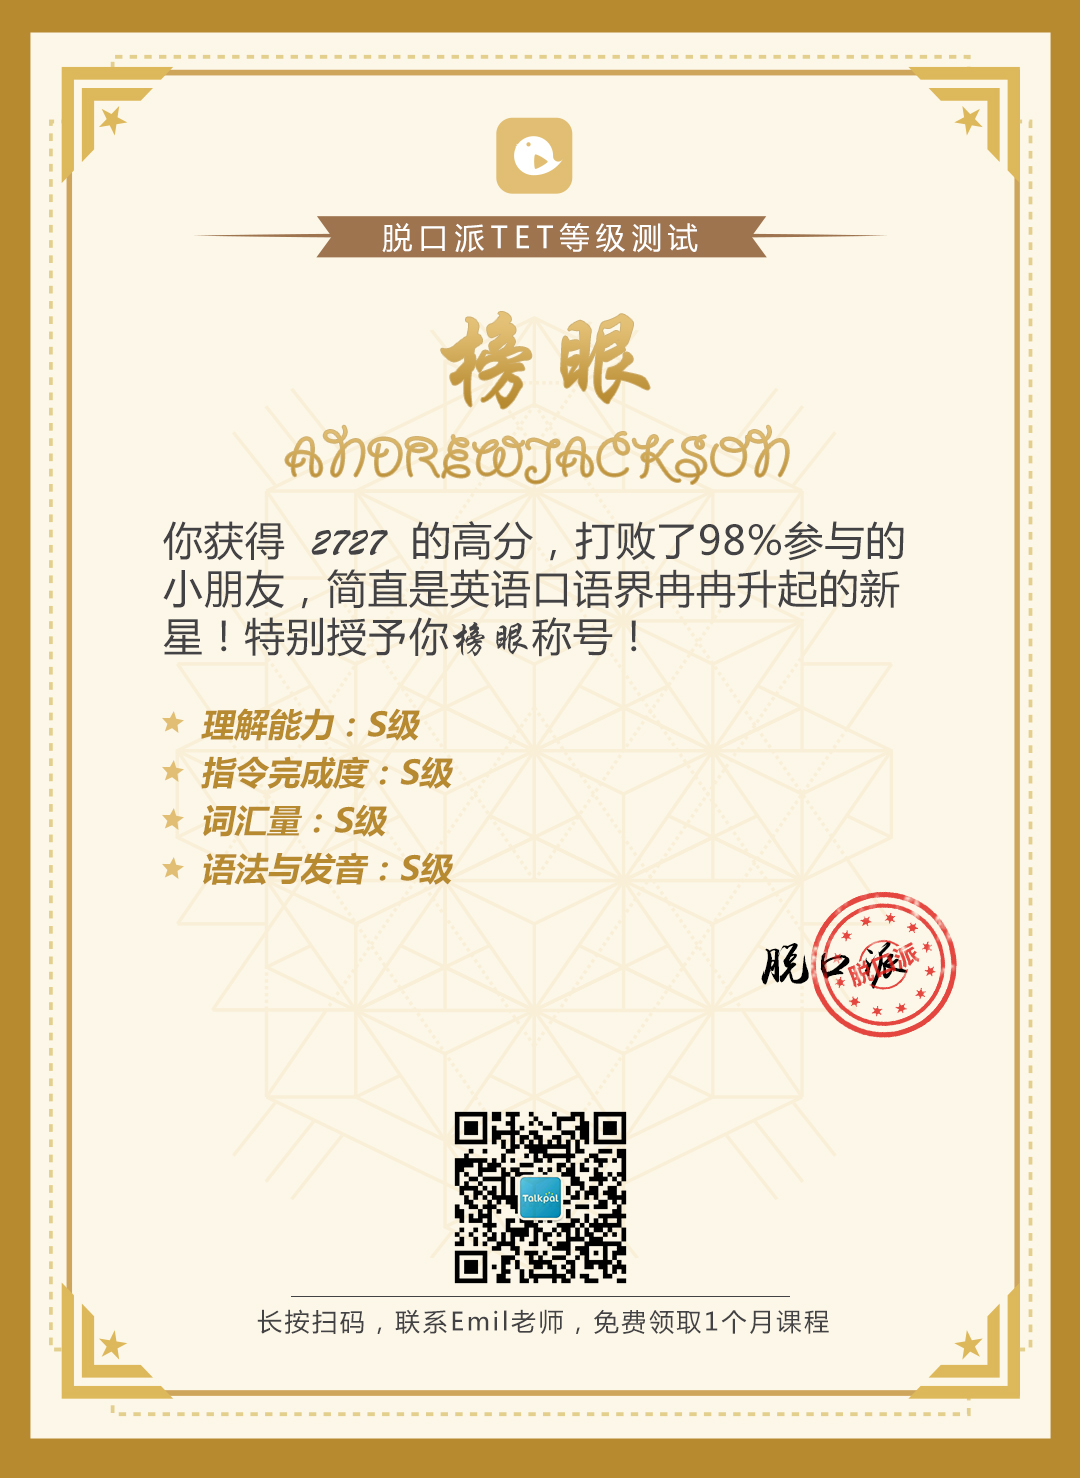 脱口派TET等级测试
榜眼
ANDREWJACKSON
你获得 2727 的高分，打败了98%参与的
小朋友，简直是英语口语界冉冉升起的新
星！特别授予你榜眼称号！
理解能力：S级
指令完成度：S级
词汇量：S级
语法与发音：S级
脱口派
脱口派
Talkpal
长按扫码，联系Emil老师，免费领取1个月课程